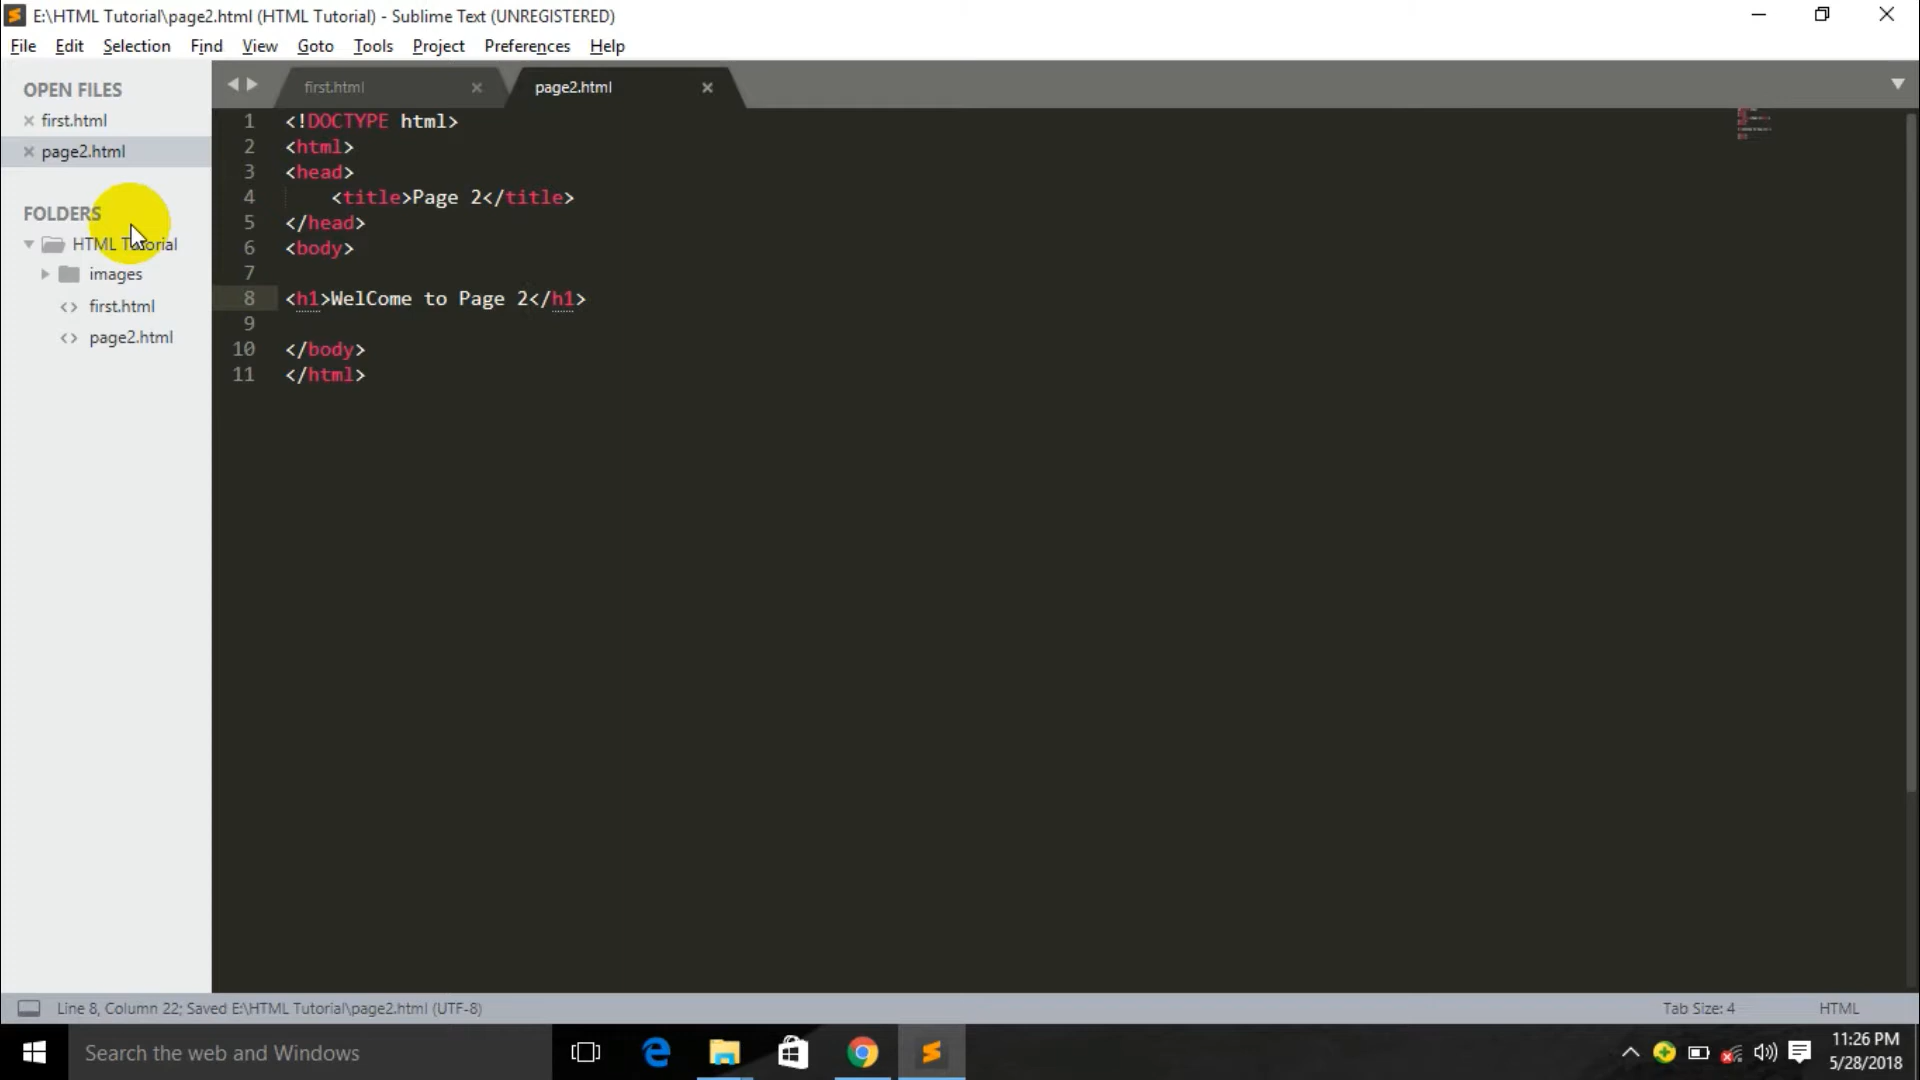 E:\HTML Tutorial\page2.html (HTML Tutorial) - Sublime Text (UNREGISTERED)
File Edit Selection Find View Goto Tools Project Preferences Help
OPEN FILES
first.html
page2.html
FOLDERS
HTML Tutorial
images
first.html
page2.html
first.html page2.html
1 <!DOCTYPE html>
2 <html>
3 <head>
4 <title>Page 2</title>
5 </head>
6 <body>
7
8 <h1>WelCome to Page 2</h1>
9
10 </body>
11 </html>
Line 8, Column 22; Saved E:\HTML Tutorial\page2.html (UTF-8) Tab Size: 4 HTML
Search the web and Windows
11:26 PM
5/28/2018